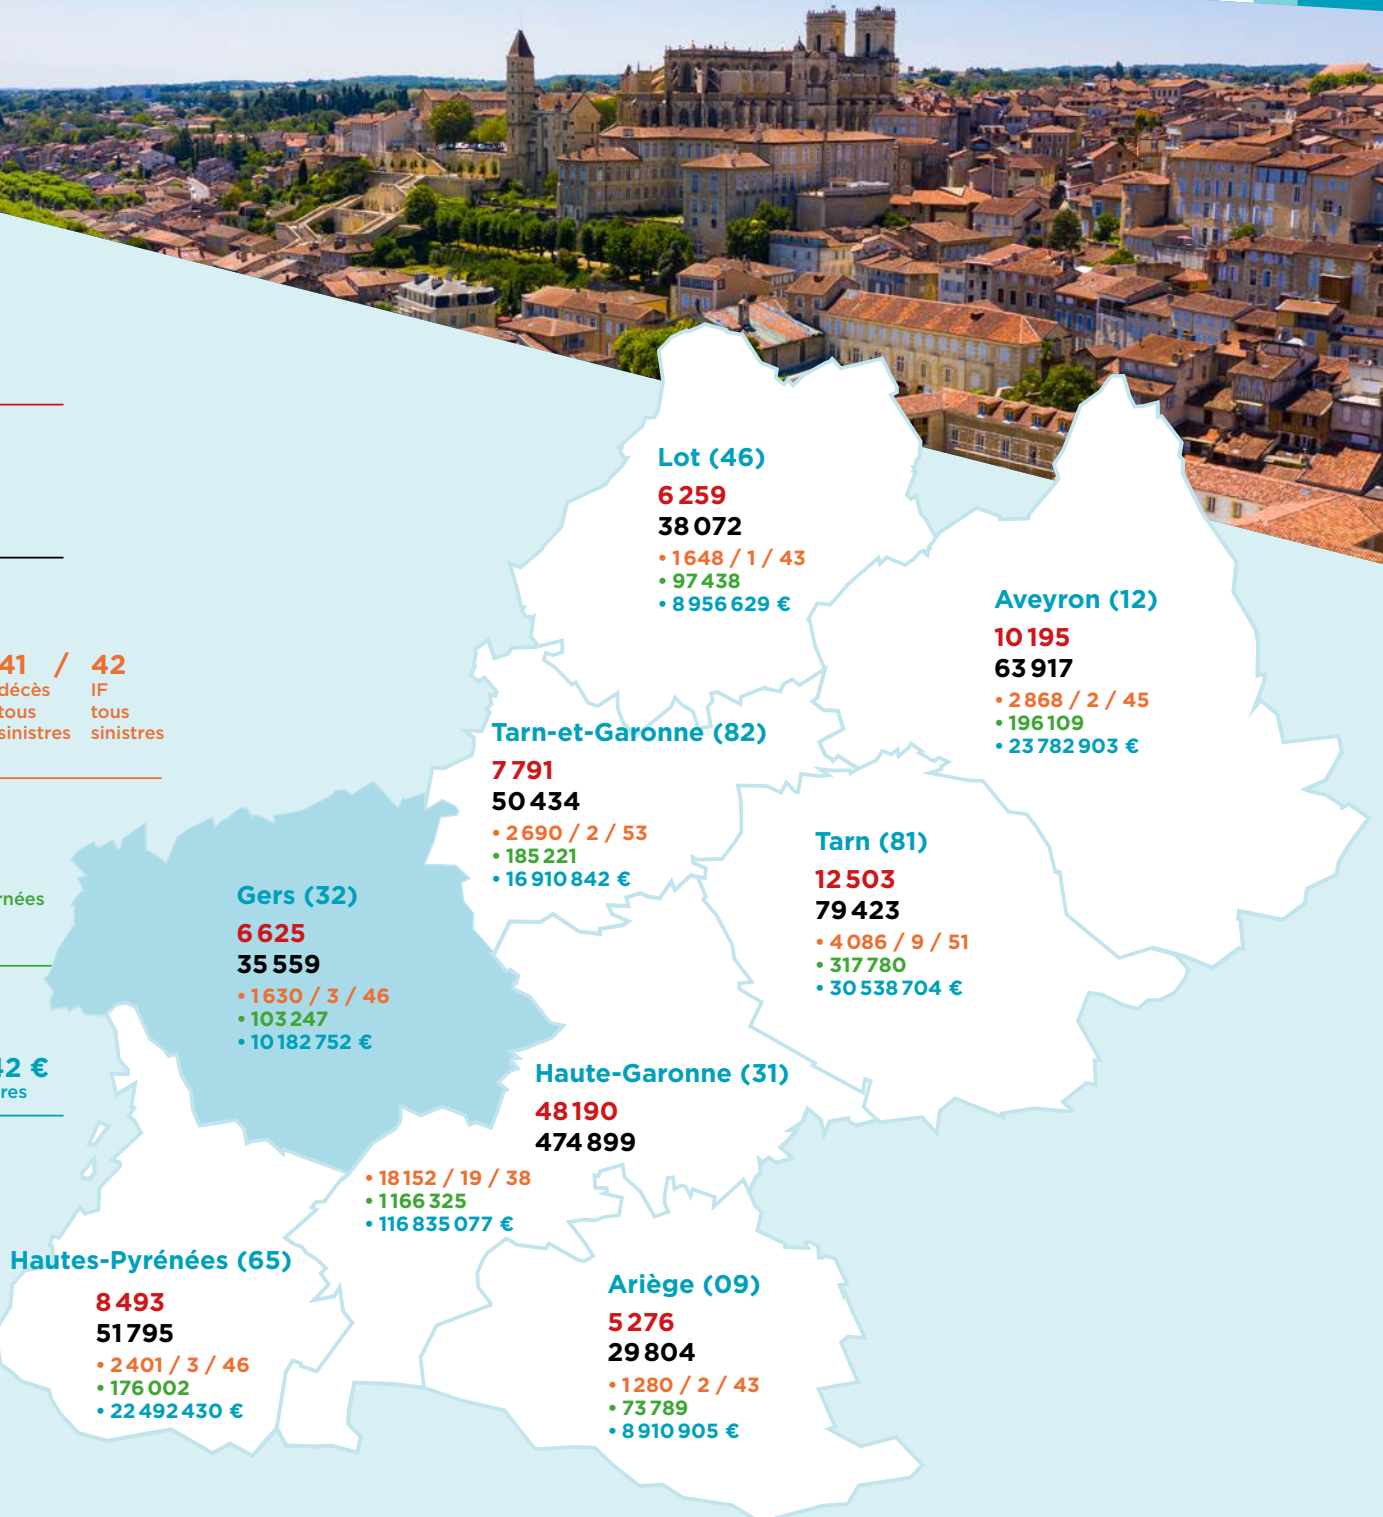 Lot (46)
6 259
38 072
• 1 648 / 1 / 43
• 97 438
• 8 956 629 €
Aveyron (12)
10 195
63 917
• 2 868 / 2 / 45
• 196 109
• 23 782 903 €
41 / 42
décès IF
tous tous
sinistres sinistres
Tarn-et-Garonne (82)
7 791
50 434
• 2 690 / 2 / 53
• 185 221
• 16 910 842 €
Tarn (81)
12 503
79 423
• 4 086 / 9 / 51
• 317 780
• 30 538 704 €
rnées
Gers (32)
6 625
35 559
• 1 630 / 3 / 46
• 103 247
• 10 182 752 €
42 €
res
Haute-Garonne (31)
48 190
474 899
• 18 152 / 19 / 38
• 1 166 325
• 116 835 077 €
Hautes-Pyrénées (65)
8 493
51 795
• 2 401 / 3 / 46
• 176 002
• 22 492 430 €
Ariège (09)
5 276
29 804
• 1 280 / 2 / 43
• 73 789
• 8 910 905 €